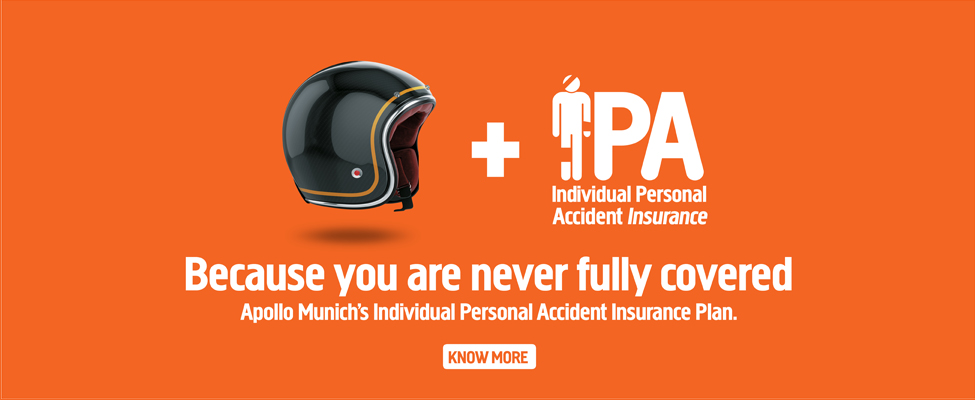 +
IPA
Individual Personal
Accident Insurance
Because you are never fully covered
Apollo Munich's Individual Personal Accident Insurance Plan.
KNOW MORE